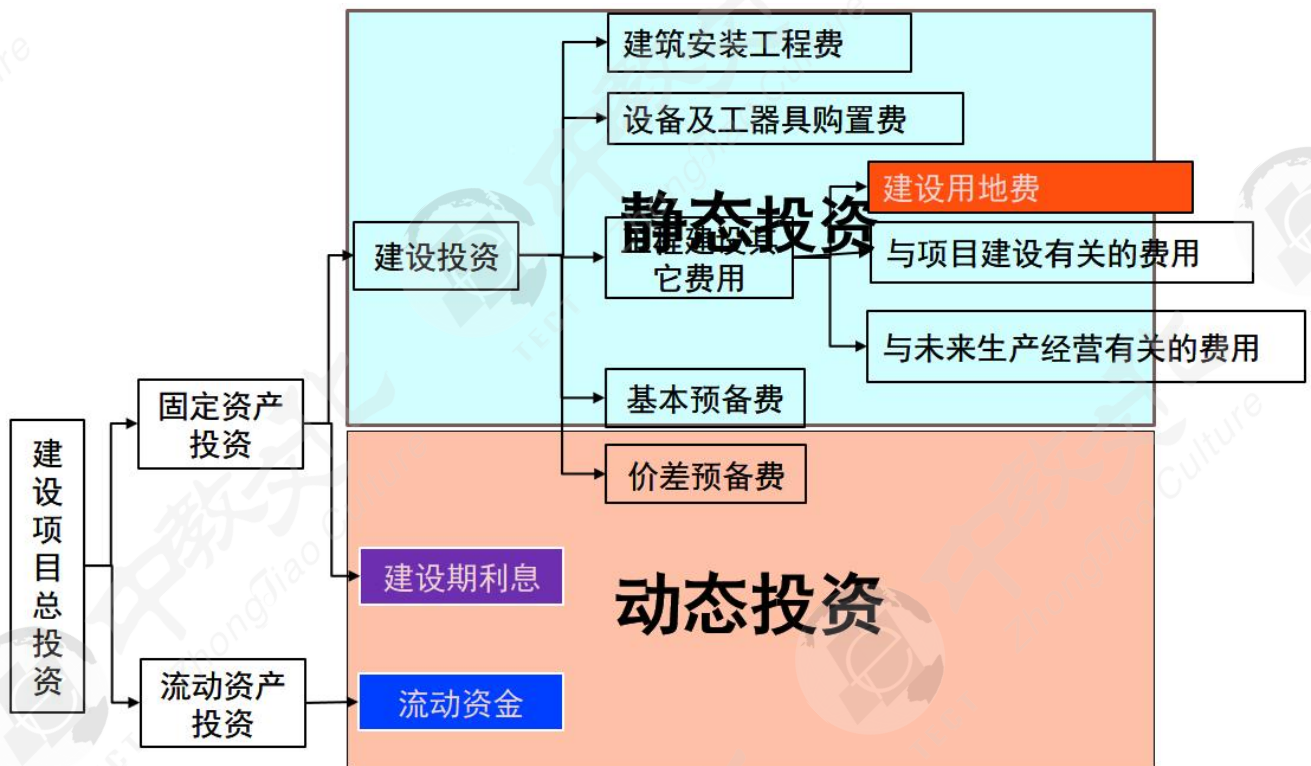 建筑安装工程费
设备及工器具购置费
建设用地费
静态投资
建设投资
工程建设其
它费用
与项目建设有关的费用
与未来生产经营有关的费用
固定资产
投资
基本预备费
建设项目总投资
价差预备费
建设期利息
动态投资
流动资产
投资
流动资金